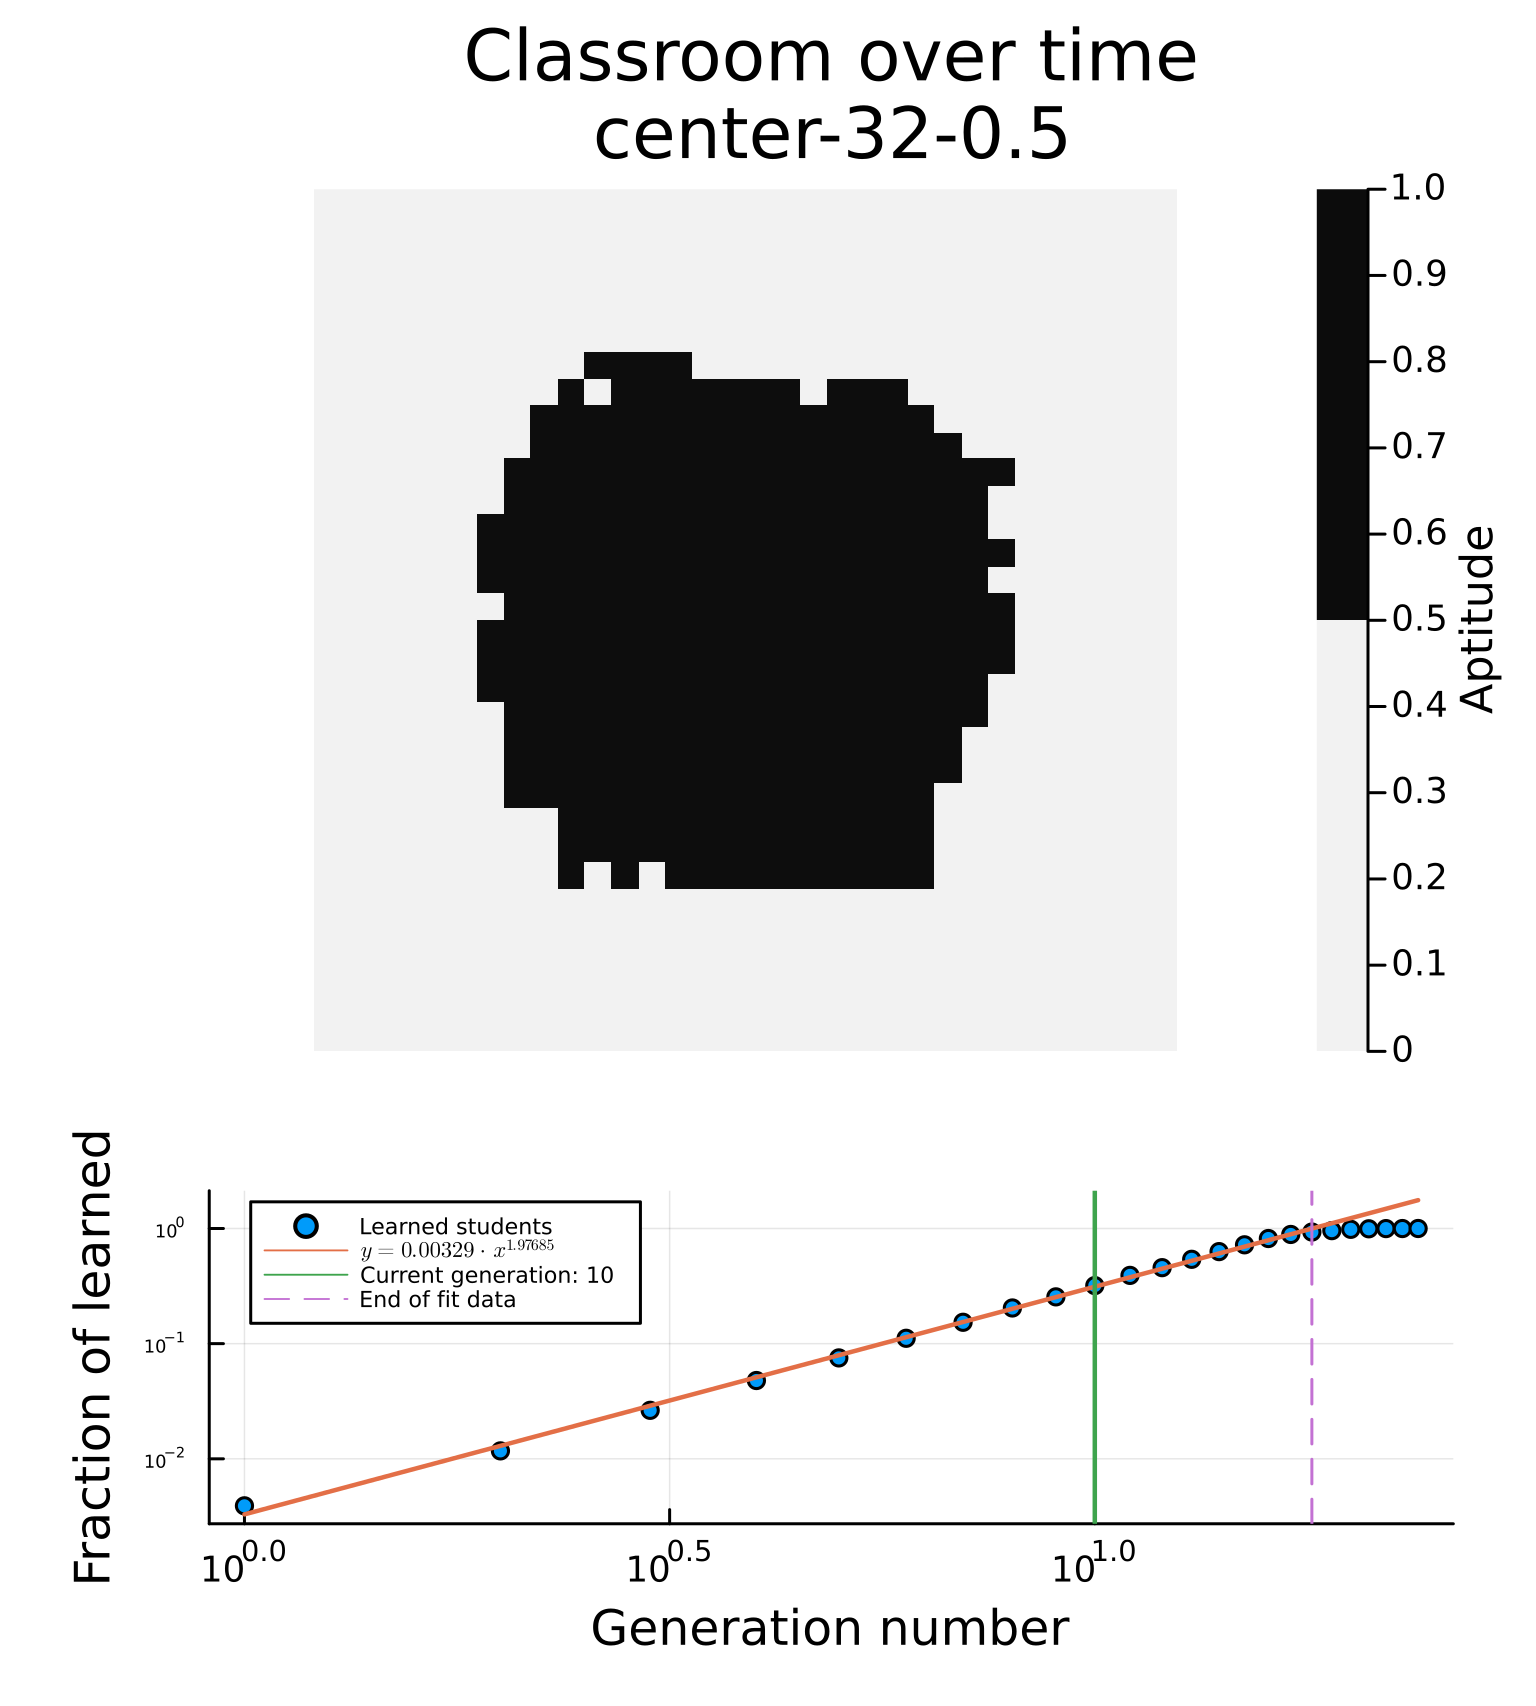 Classroom over time
center-32-0.5
1.0
0.9
0.8
0.7
0.6
0.5
0.4
0.3
0.2
0.1
0
Aptitude
Fraction of learned
10⁰
10⁻¹
10⁻²
Learned students
y = 0.00329 · x^1.97685
Current generation: 10
End of fit data
10^0.0
10^0.5
10^1.0
Generation number